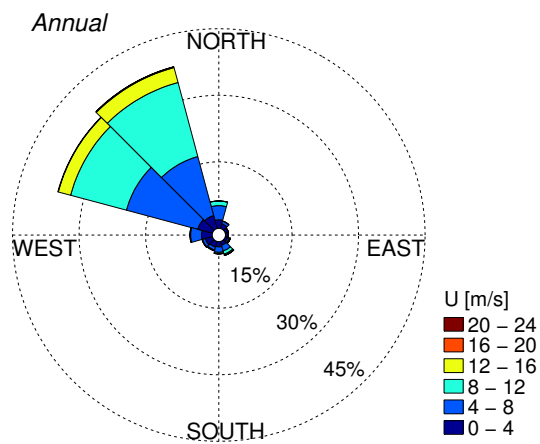 Annual
NORTH
WEST
EAST
15%
30%
45%
SOUTH
U [m/s]
20 − 24
16 − 20
12 − 16
8 − 12
4 − 8
0 − 4